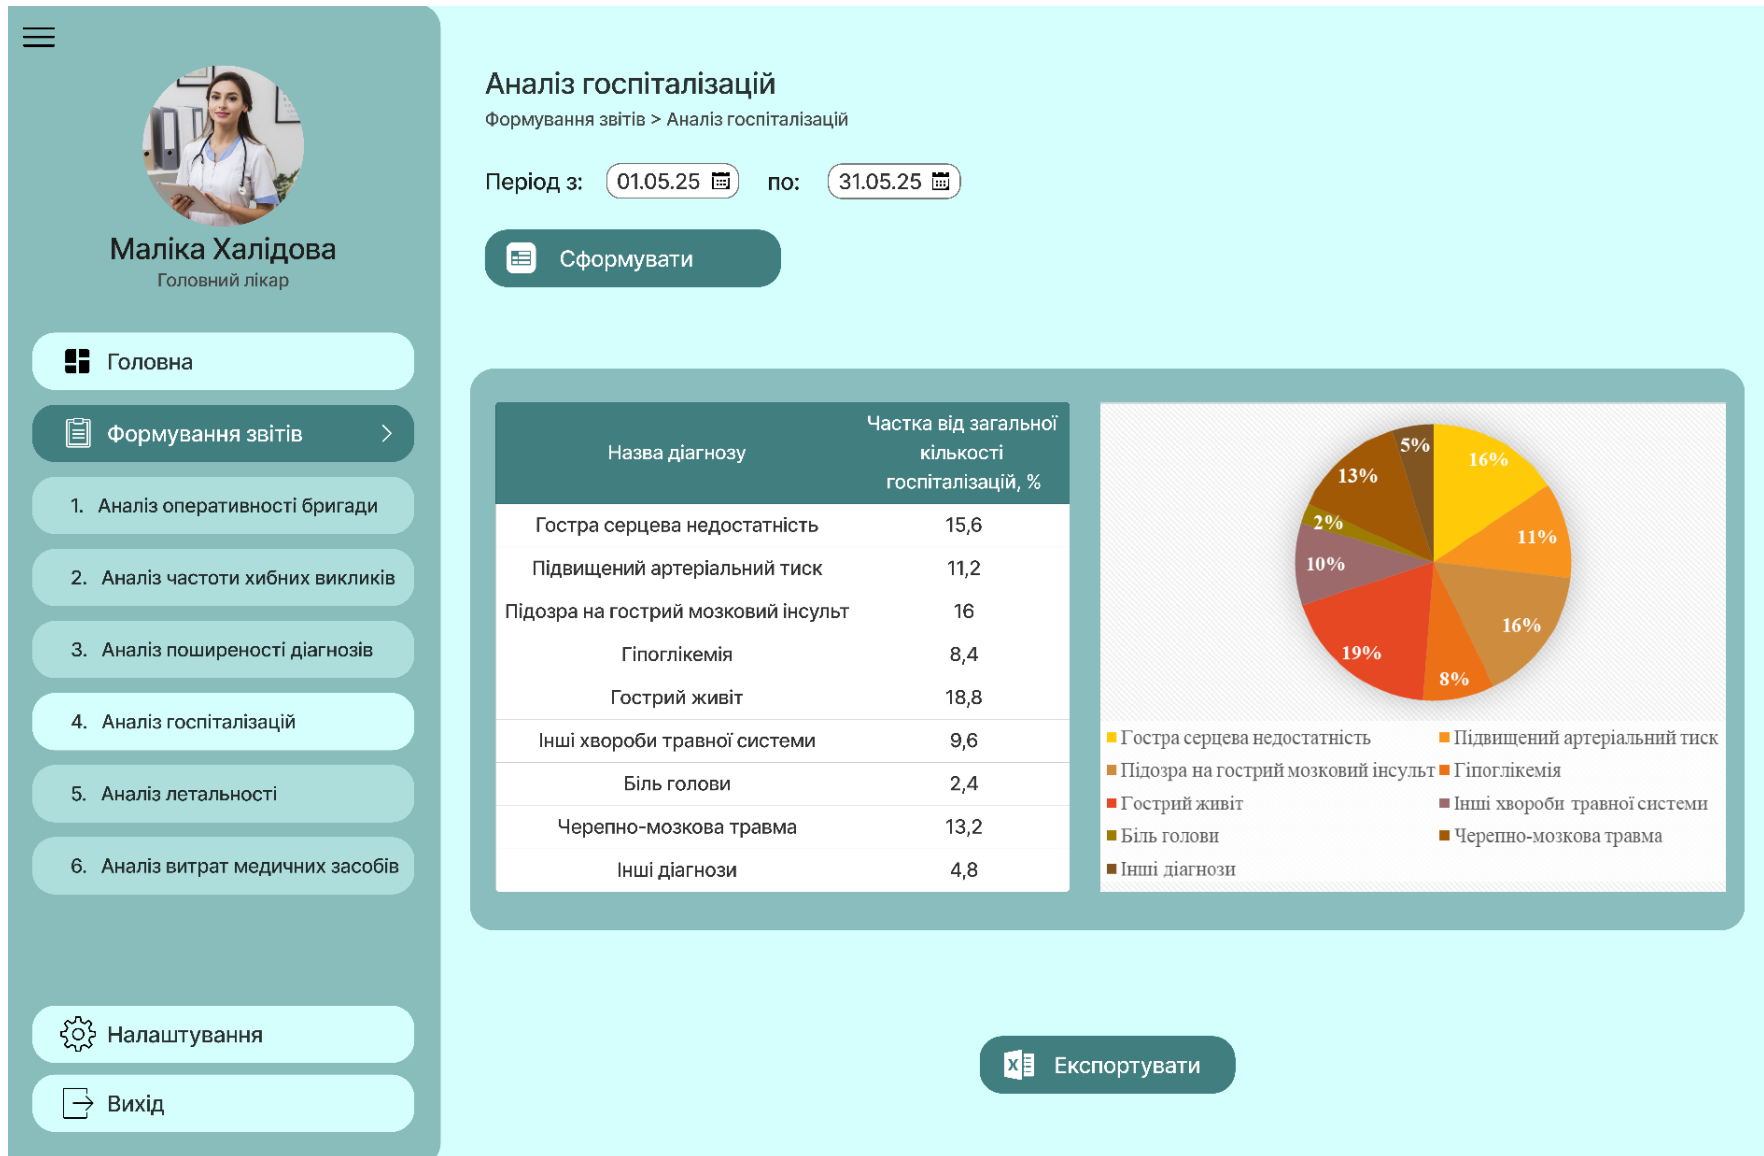 Маліка Халідова
Головний лікар
Головна
Формування звітів
1. Аналіз оперативності бригади
2. Аналіз частоти хибних викликів
3. Аналіз поширеності діагнозів
4. Аналіз госпіталізацій
5. Аналіз летальності
6. Аналіз витрат медичних засобів
Налаштування
Вихід
Аналіз госпіталізацій
Формування звітів > Аналіз госпіталізацій
Період з: 01.05.25 по: 31.05.25
Сформувати
Назва діагнозу
Частка від загальної
кількості
госпіталізацій, %
Гостра серцева недостатність 15,6
Підвищений артеріальний тиск 11,2
Підозра на гострий мозковий інсульт 16
Гіпоглікемія 8,4
Гострий живіт 18,8
Інші хвороби травної системи 9,6
Біль голови 2,4
Черепно-мозкова травма 13,2
Інші діагнози 4,8
5%
16%
13%
2%
11%
10%
16%
19%
8%
Гостра серцева недостатність Підвищений артеріальний тиск
Підозра на гострий мозковий інсульт Гіпоглікемія
Гострий живіт Інші хвороби травної системи
Біль голови Черепно-мозкова травма
Інші діагнози
Експортувати